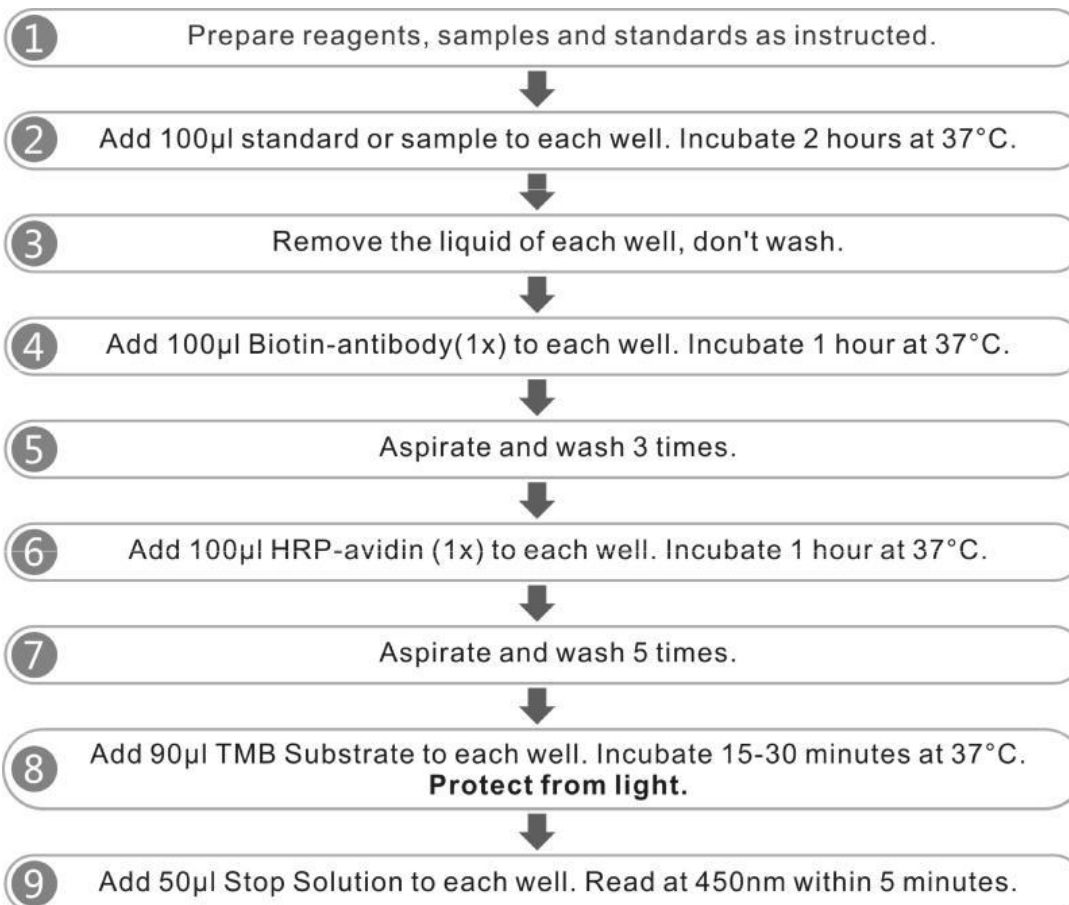 1 Prepare reagents, samples and standards as instructed.
2 Add 100µl standard or sample to each well. Incubate 2 hours at 37°C.
3 Remove the liquid of each well, don't wash.
4 Add 100µl Biotin-antibody(1x) to each well. Incubate 1 hour at 37°C.
5 Aspirate and wash 3 times.
6 Add 100µl HRP-avidin (1x) to each well. Incubate 1 hour at 37°C.
7 Aspirate and wash 5 times.
8 Add 90µl TMB Substrate to each well. Incubate 15-30 minutes at 37°C.
Protect from light.
9 Add 50µl Stop Solution to each well. Read at 450nm within 5 minutes.